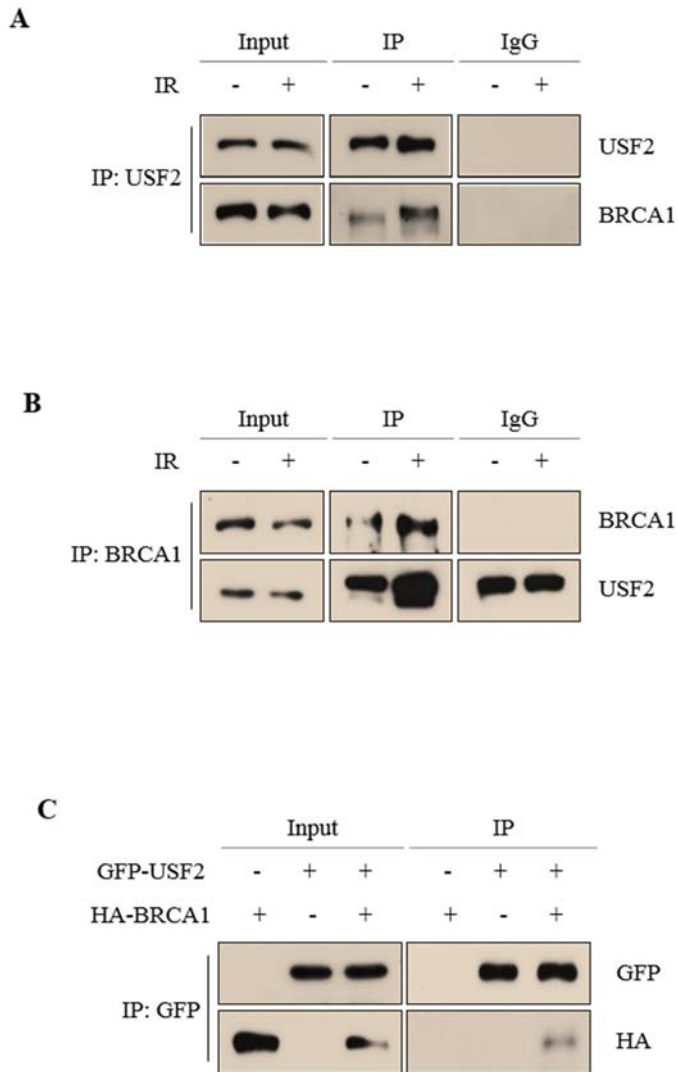 A
Input IP IgG
IR - + - + - +
IP: USF2
USF2
BRCA1
B
Input IP IgG
IR - + - + - +
IP: BRCA1
BRCA1
USF2
C
Input IP
GFP-USF2 - + + - + +
HA-BRCA1 + - + + - +
IP: GFP
GFP
HA